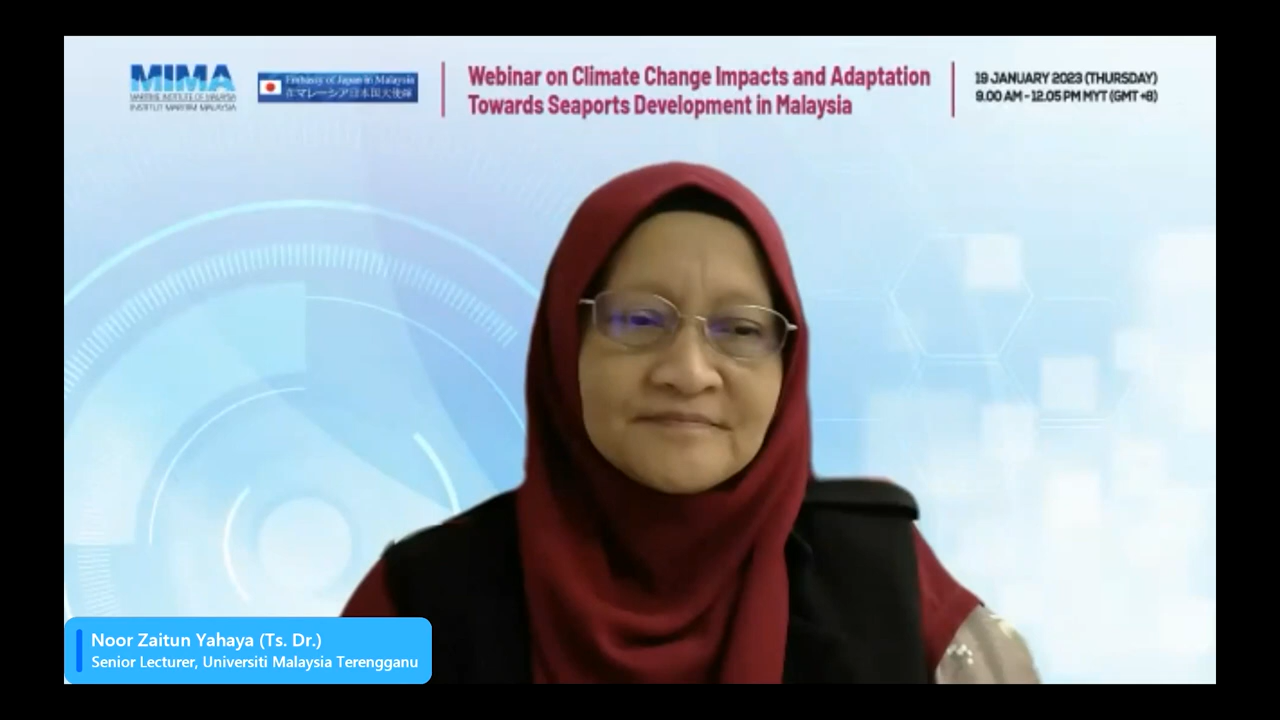 MIMA
MARITIME INSTITUTE OF MALAYSIA
INSTITUT MARITIM MALAYSIA
Embassy of Japan in Malaysia
在マレーシア日本国大使館
Webinar on Climate Change Impacts and Adaptation
Towards Seaports Development in Malaysia
19 JANUARY 2023 (THURSDAY)
9.00 AM - 12.05 PM MYT (GMT +8)
Noor Zaitun Yahaya (Ts. Dr.)
Senior Lecturer, Universiti Malaysia Terengganu